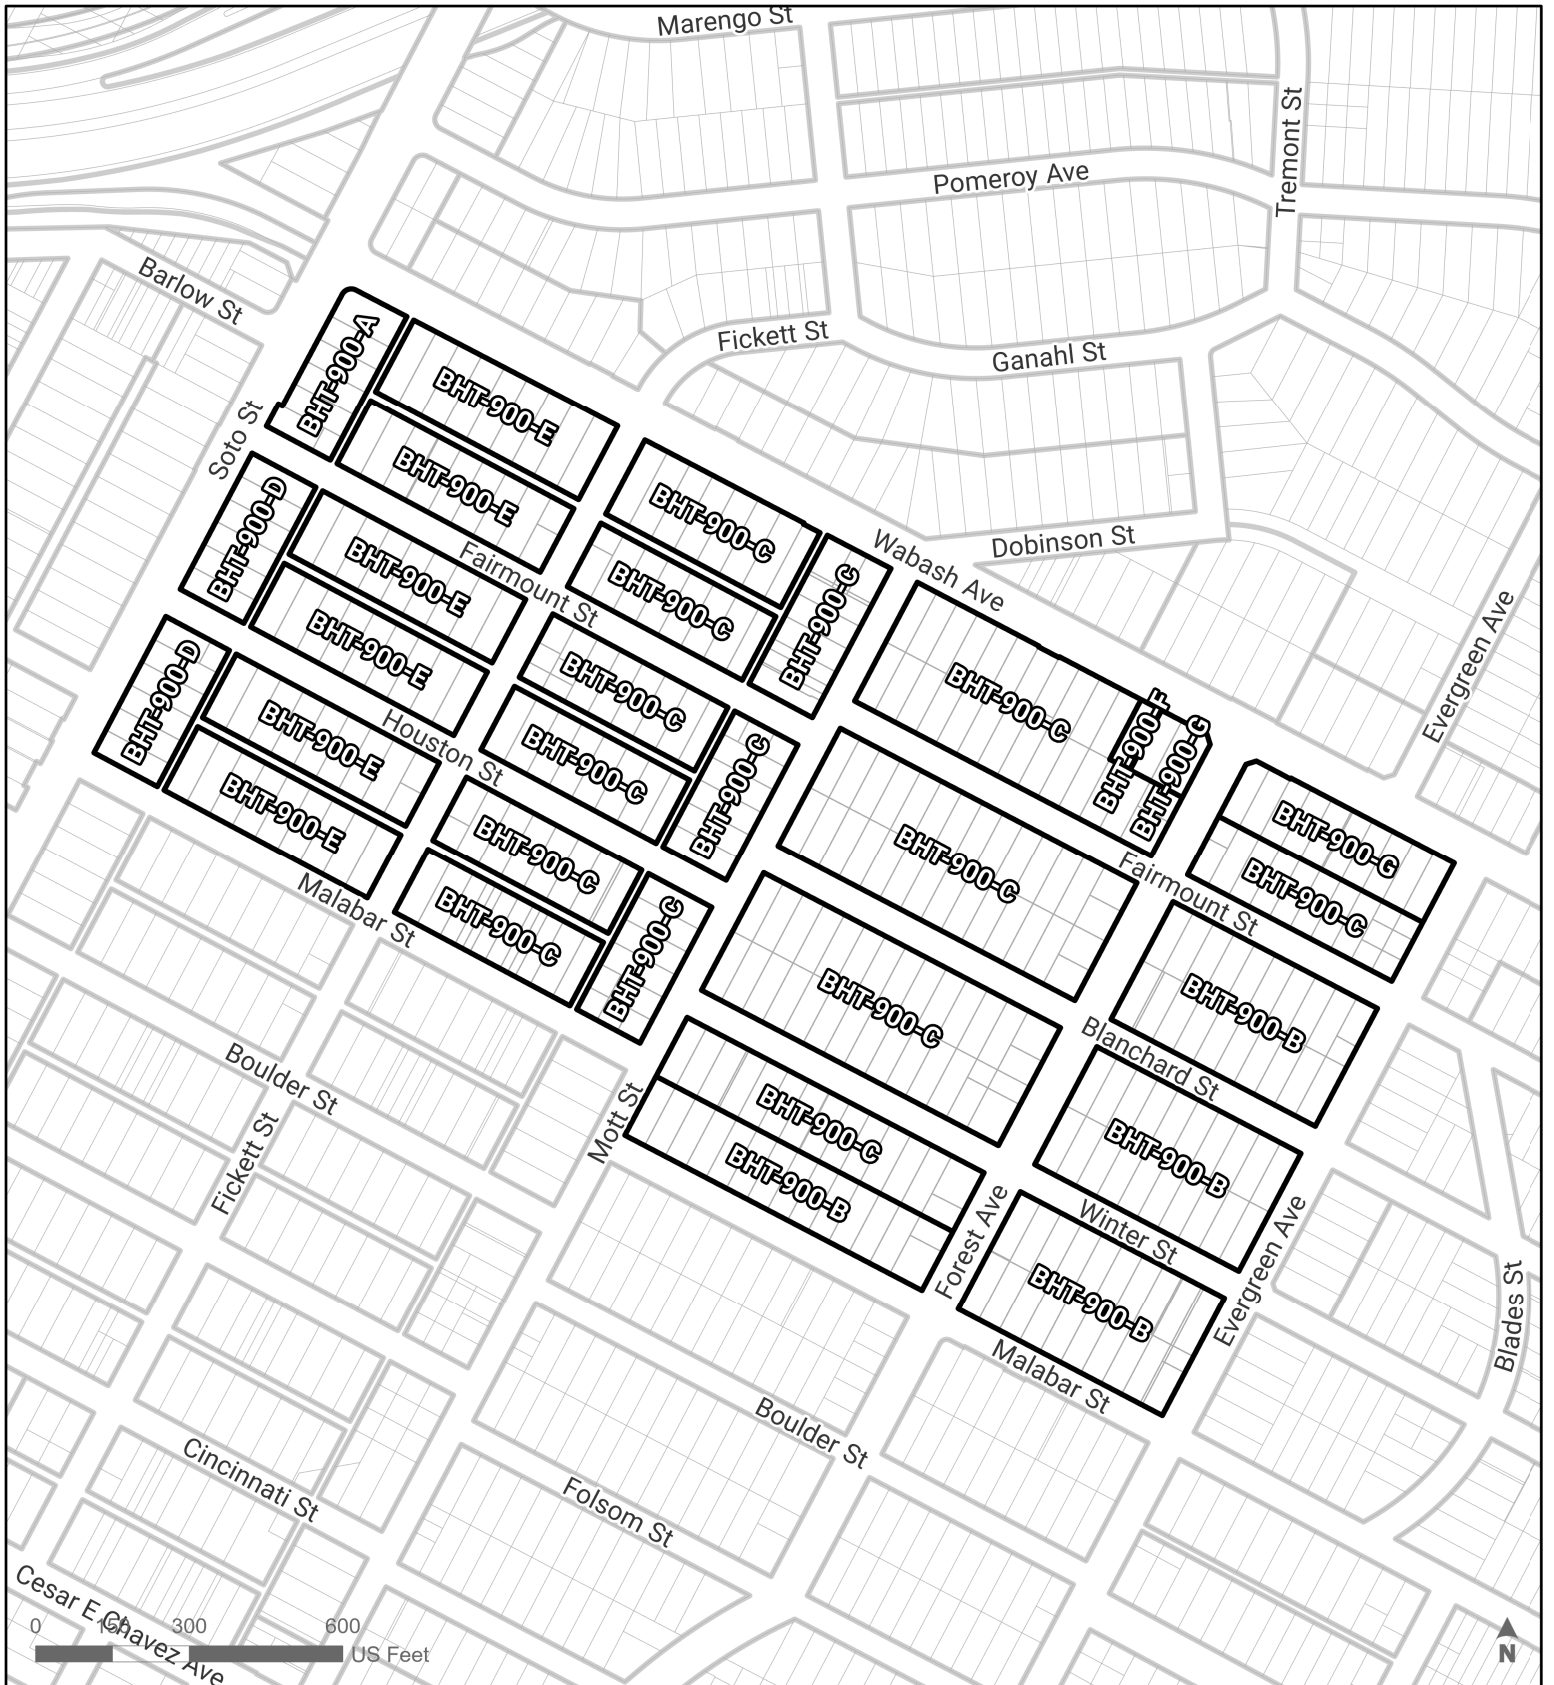 Marengo St
Tremont St
Pomeroy Ave
Barlow St
Fickett St
Ganahl St
BHT-900-A
BHT-900-E
Soto St
BHT-900-E
BHT-900-D
BHT-900-C
Wabash Ave
Dobinson St
BHT-900-E
Fairmount St
BHT-900-C
BHT-900-C
Evergreen Ave
BHT-900-E
BHT-900-D
BHT-900-C
BHT-900-C
BHT-900-F
BHT-900-G
BHT-900-E
Houston St
BHT-900-C
BHT-900-C
BHT-900-E
BHT-900-C
BHT-900-C
Fairmount St
BHT-900-G
BHT-900-C
Malabar St
BHT-900-C
BHT-900-C
BHT-900-C
BHT-900-B
Blanchard St
Boulder St
Fickett St
Mott St
BHT-900-C
BHT-900-B
BHT-900-B
Winter St
Forest Ave
Evergreen Ave
BHT-900-B
Blades St
Malabar St
Boulder St
Cincinnati St
Folsom St
Cesar E Chavez Ave
0 150 300 600
US Feet
N